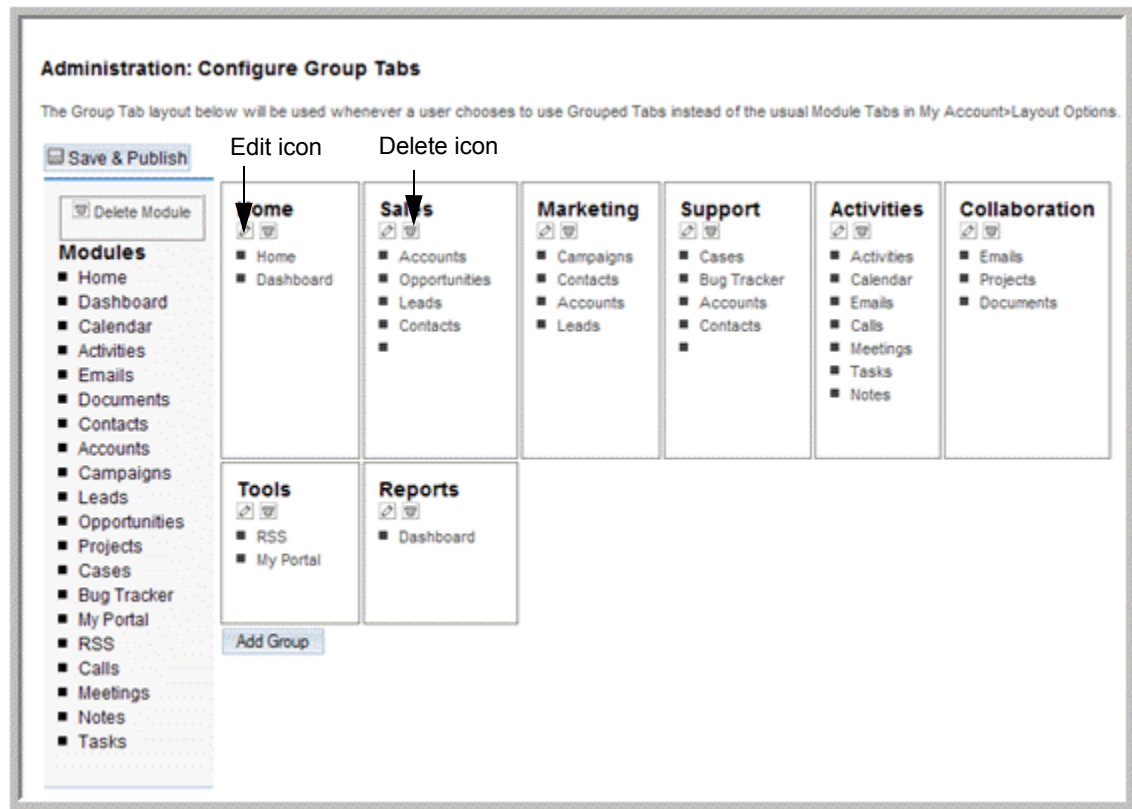 Administration: Configure Group Tabs
The Group Tab layout below will be used whenever a user chooses to use Grouped Tabs instead of the usual Module Tabs in My Account>Layout Options.
Edit icon
Delete icon
Save & Publish
Delete Module
Modules
Home
Dashboard
Calendar
Activities
Emails
Documents
Contacts
Accounts
Campaigns
Leads
Opportunities
Projects
Cases
Bug Tracker
My Portal
RSS
Calls
Meetings
Notes
Tasks
Home
Home
Dashboard
Sales
Accounts
Opportunities
Leads
Contacts
Marketing
Campaigns
Contacts
Accounts
Leads
Support
Cases
Bug Tracker
Accounts
Contacts
Activities
Activities
Calendar
Emails
Calls
Meetings
Tasks
Notes
Collaboration
Emails
Projects
Documents
Tools
RSS
My Portal
Reports
Dashboard
Add Group